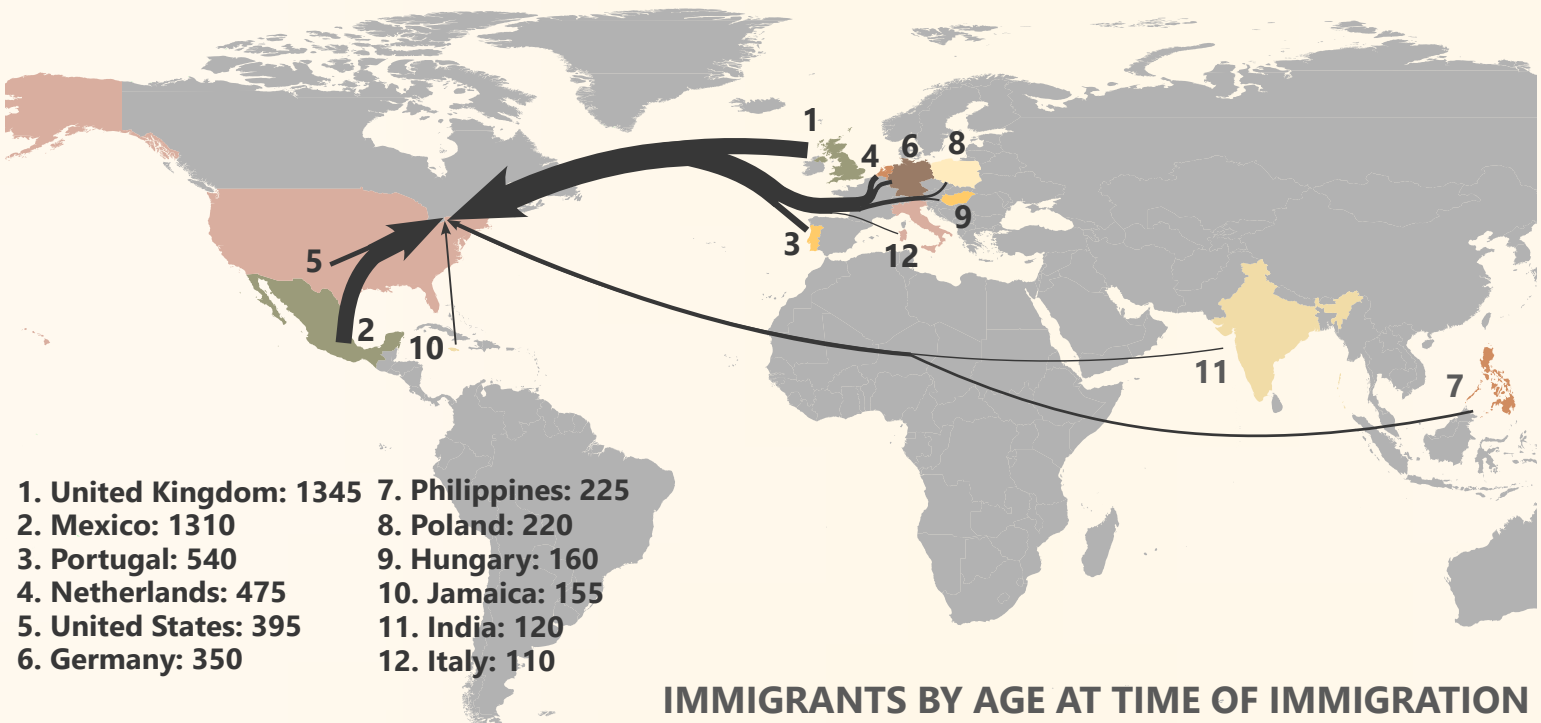 1
4
6
8
9
3
12
5
2
10
11
7
1. United Kingdom: 1345
2. Mexico: 1310
3. Portugal: 540
4. Netherlands: 475
5. United States: 395
6. Germany: 350
7. Philippines: 225
8. Poland: 220
9. Hungary: 160
10. Jamaica: 155
11. India: 120
12. Italy: 110
IMMIGRANTS BY AGE AT TIME OF IMMIGRATION